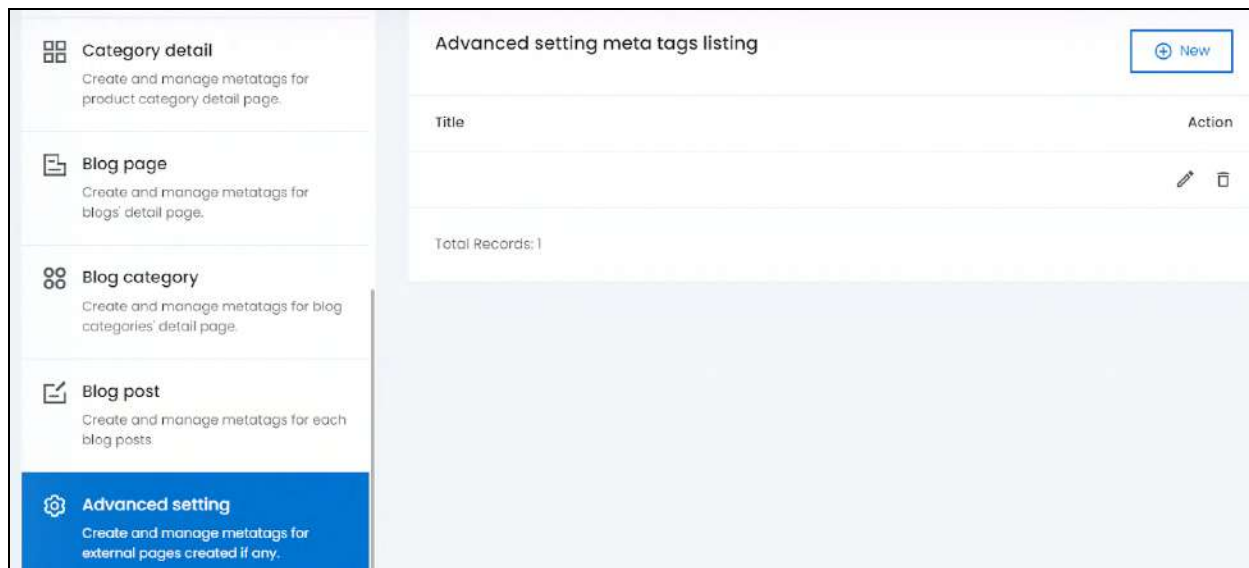 Category detail
Create and manage metatags for
product category detail page.
Blog page
Create and manage metatags for
blogs' detail page.
Blog category
Create and manage metatags for blog
categories' detail page.
Blog post
Create and manage metatags for each
blog posts.
Advanced setting
Create and manage metatags for
external pages created if any.
Advanced setting meta tags listing
New
Title Action
Total Records: 1